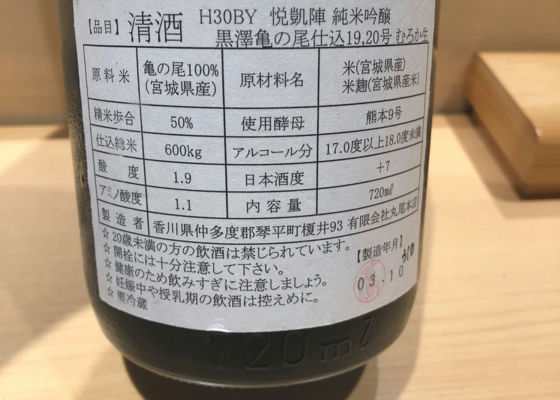 【品目】清酒 H30BY 悦凱陣 純米吟醸
黒澤亀の尾仕込19,20号 むろか生
原料米 亀の尾100%(宮城県産) 原材料名 米(宮城県産)米麹(宮城県産)
精米歩合 50% 使用酵母 熊本9号
仕込総米 600kg アルコール分 17.0度以上18.0度未満
酸度 1.9 日本酒度 +7
アミノ酸度 1.1 内容量 720㎖
製造者 香川県仲多度郡琴平町榎井93 有限会社丸尾本店
☆20歳未満の方の飲酒は禁じられています。
☆開栓には十分注意して下さい。
☆健康のため飲みすぎに注意しましょう。
☆妊娠中や授乳期の飲酒は控えめに。
☆要冷蔵
【製造年月】
03.10
720ml